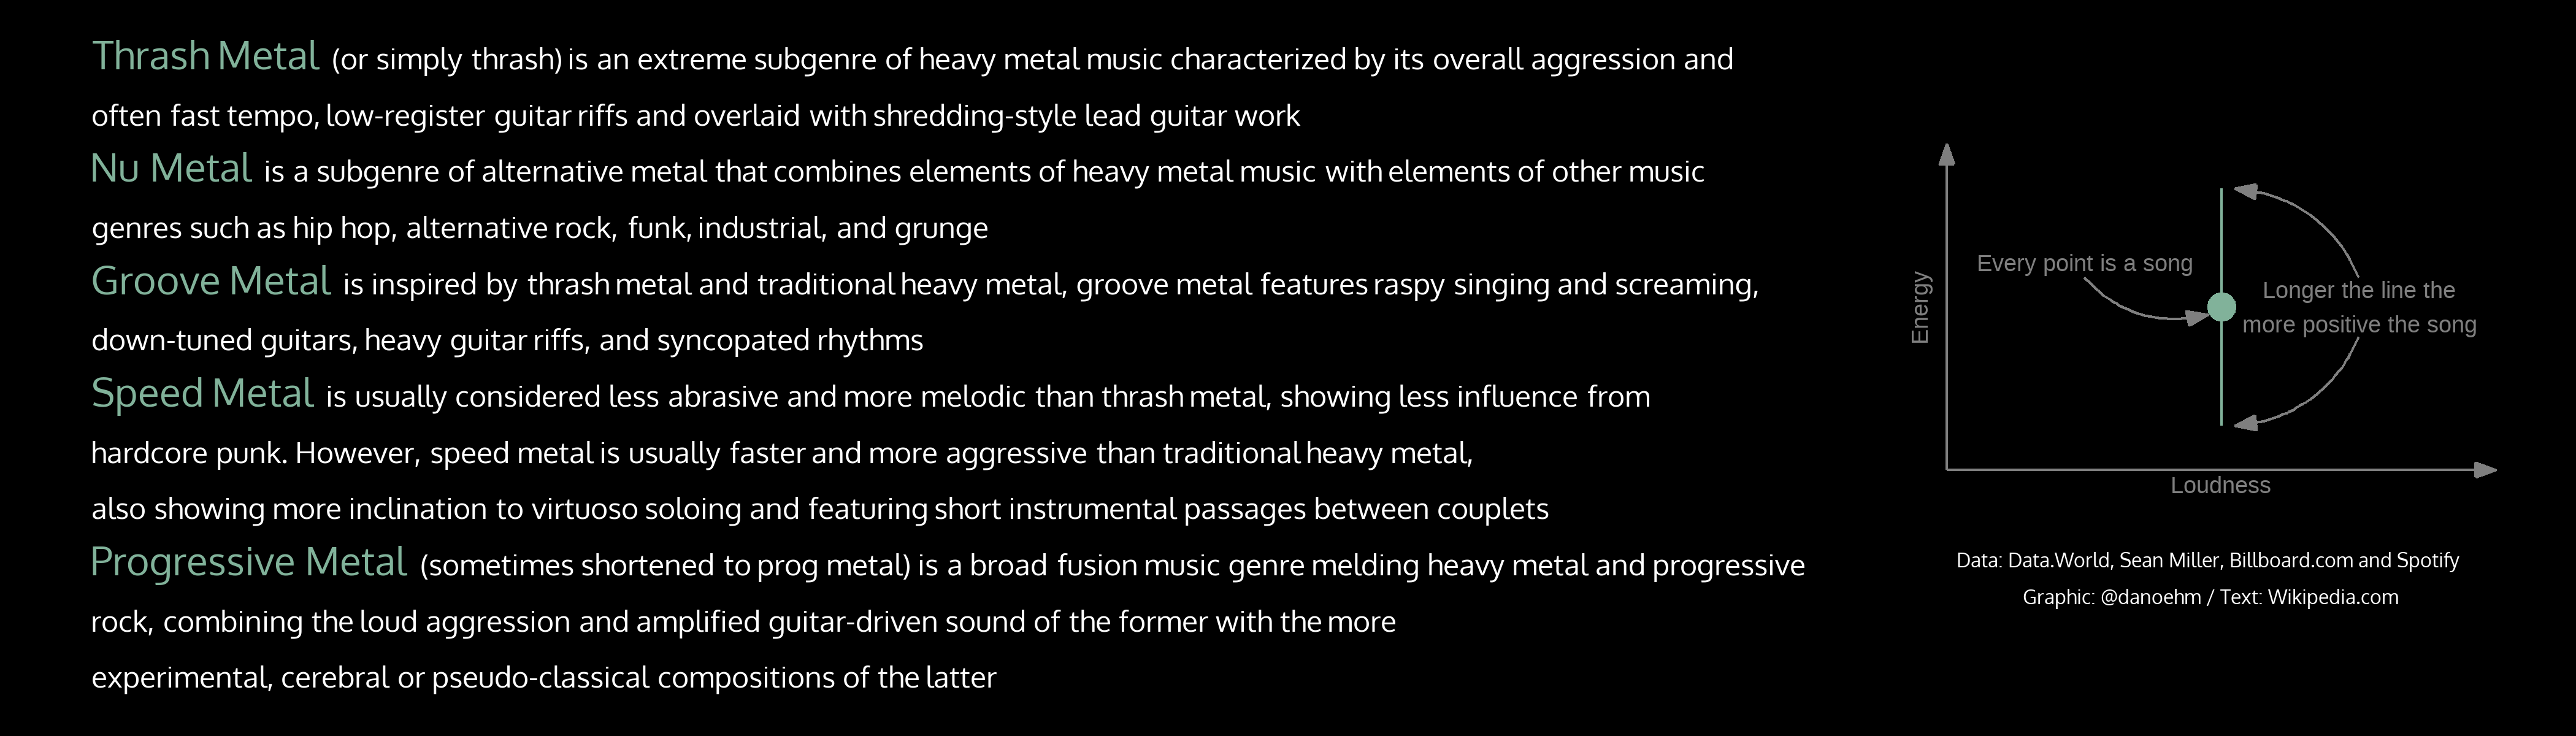 Thrash Metal (or simply thrash) is an extreme subgenre of heavy metal music characterized by its overall aggression and
often fast tempo, low-register guitar riffs and overlaid with shredding-style lead guitar work
Nu Metal is a subgenre of alternative metal that combines elements of heavy metal music with elements of other music
genres such as hip hop, alternative rock, funk, industrial, and grunge
Groove Metal is inspired by thrash metal and traditional heavy metal, groove metal features raspy singing and screaming,
down-tuned guitars, heavy guitar riffs, and syncopated rhythms
Speed Metal is usually considered less abrasive and more melodic than thrash metal, showing less influence from
hardcore punk. However, speed metal is usually faster and more aggressive than traditional heavy metal,
also showing more inclination to virtuoso soloing and featuring short instrumental passages between couplets
Progressive Metal (sometimes shortened to prog metal) is a broad fusion music genre melding heavy metal and progressive
rock, combining the loud aggression and amplified guitar-driven sound of the former with the more
experimental, cerebral or pseudo-classical compositions of the latter
Energy
Every point is a song
Longer the line the
more positive the song
Loudness
Data: Data.World, Sean Miller, Billboard.com and Spotify
Graphic: @danoehm / Text: Wikipedia.com